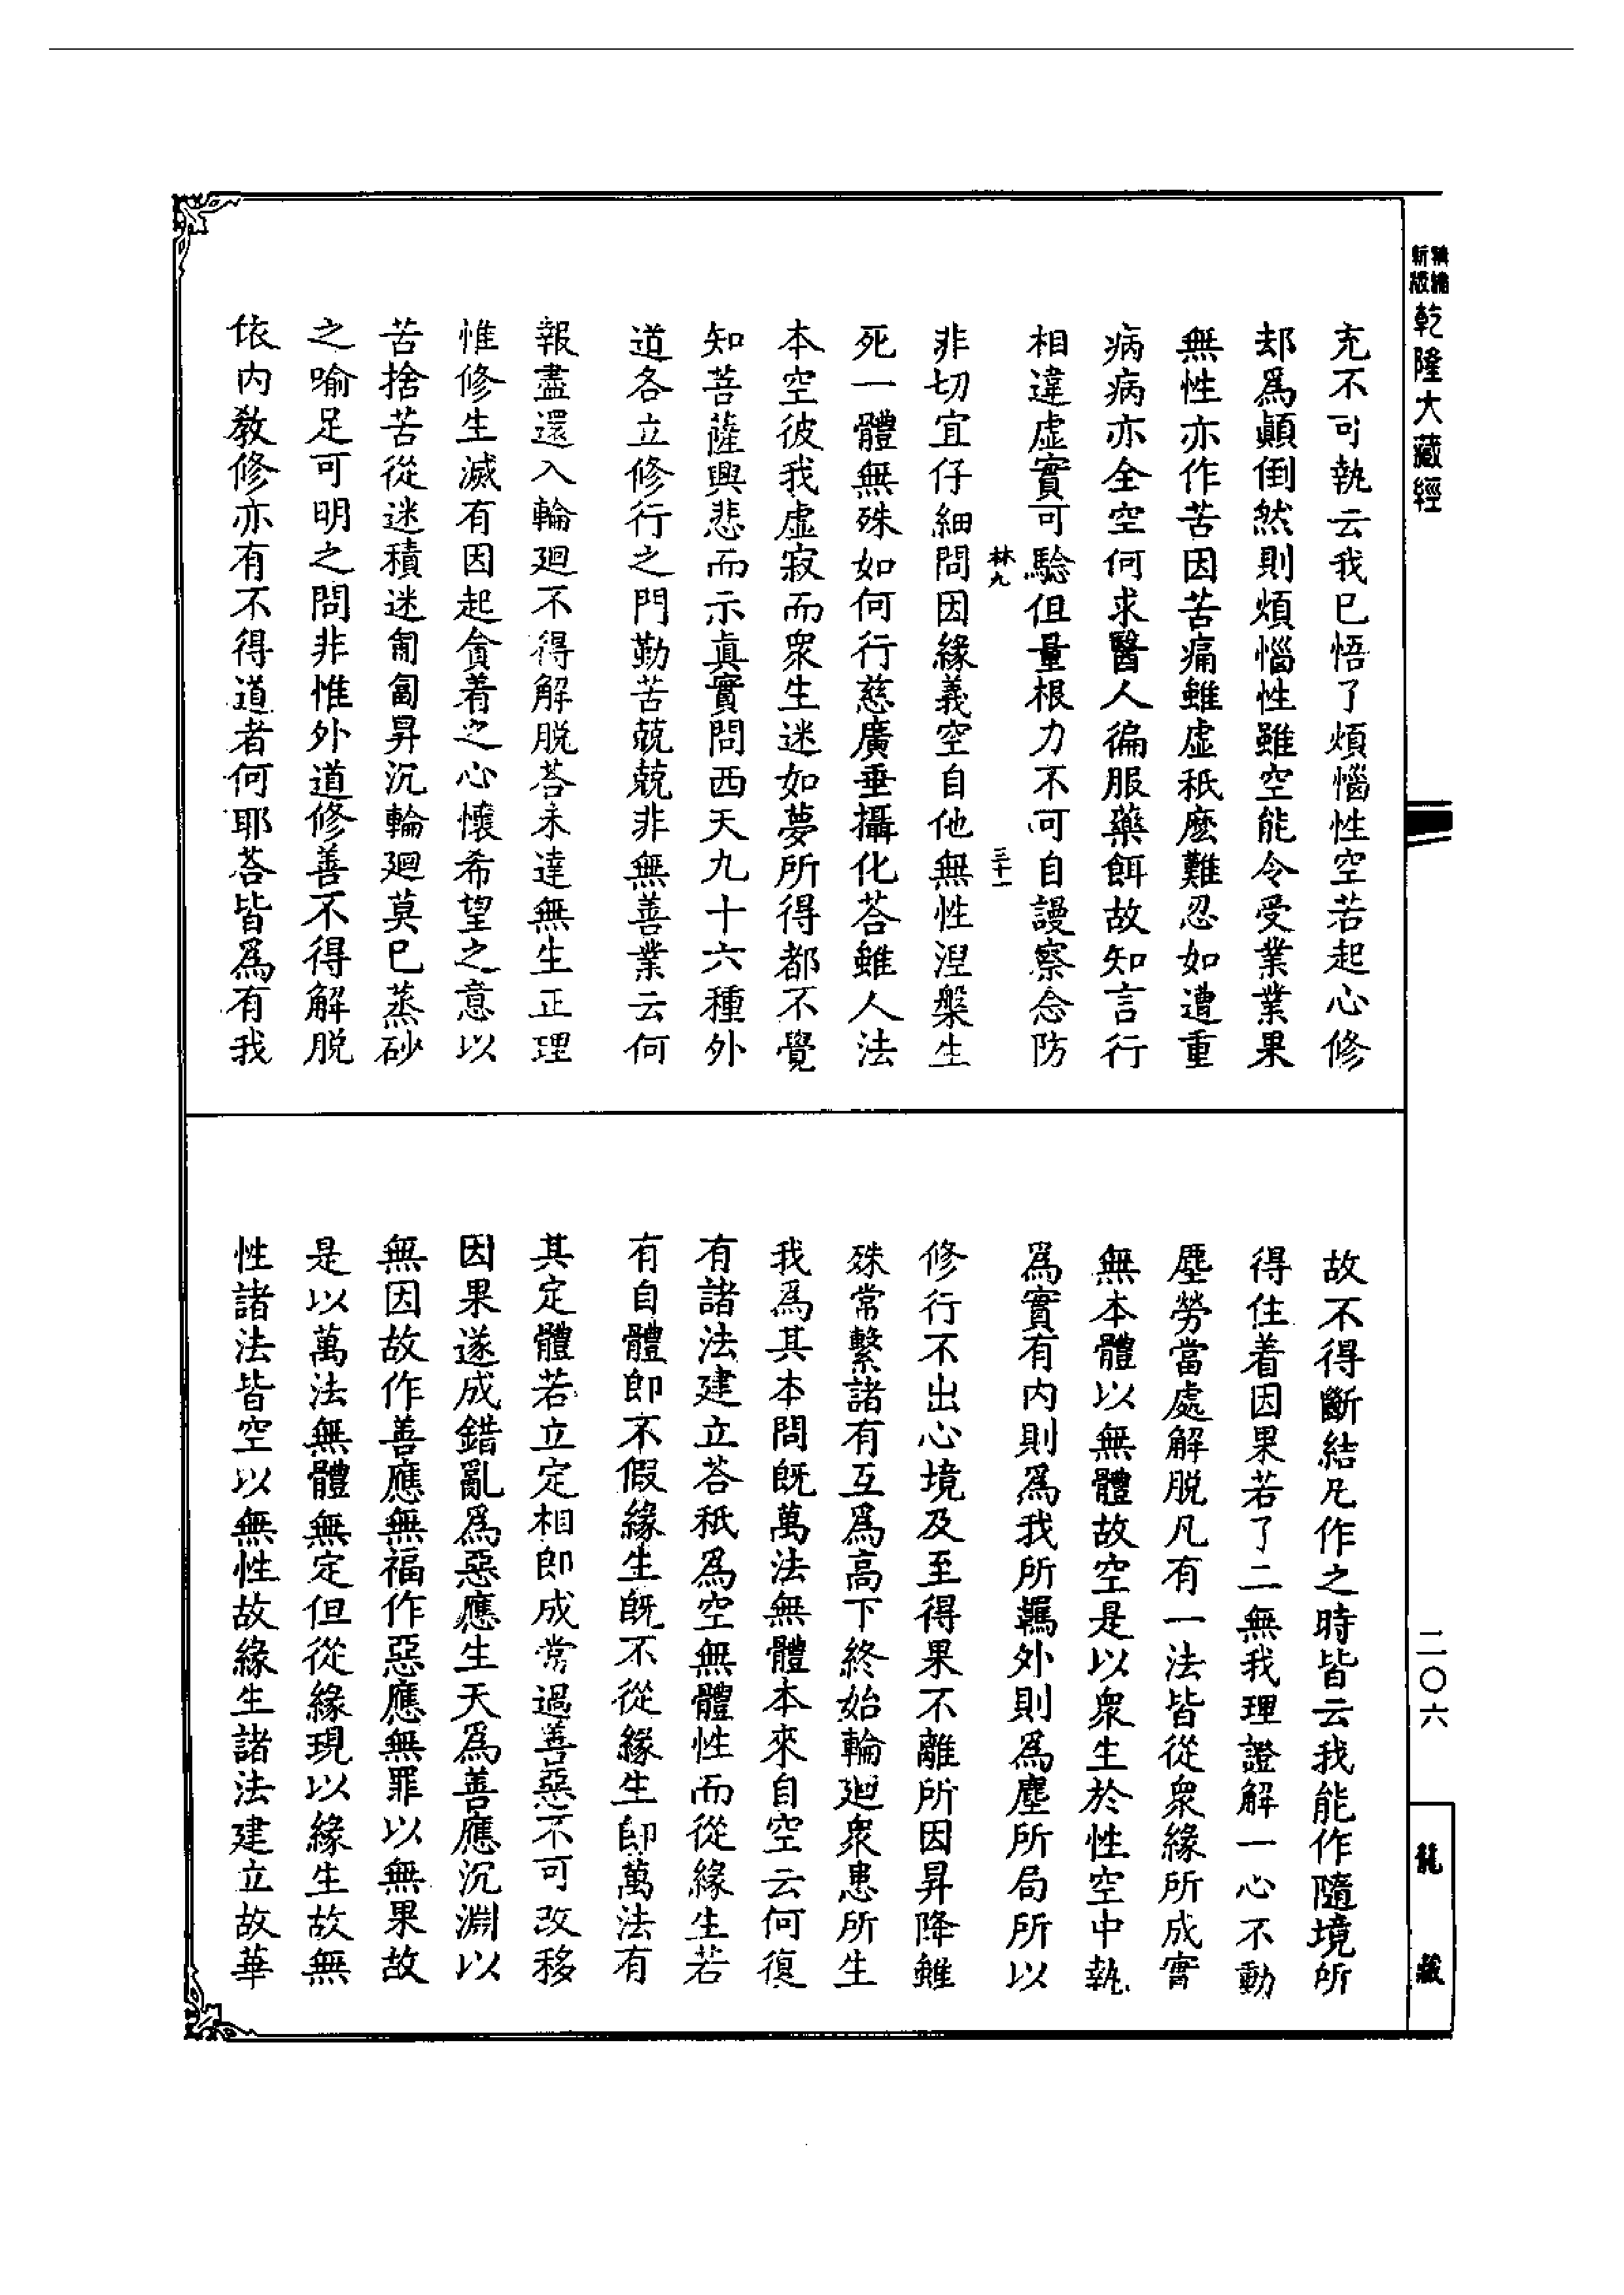 精縮新版乾隆大藏經
充不可執云我已悟了煩惱性空若起心修
却爲顚倒然則煩惱性雖空能令受業業果
無性亦作苦因苦痛雖虛秖麽難忍如遭重
病病亦全空何求醫人徧服藥餌故知言行
相違虛實可驗但量根力不可自謾察念防
林九
三十一
非切宜仔細問因緣義空自他無性涅槃生
死一體無殊如何行慈廣垂攝化荅雖人法
本空彼我虛寂而衆生迷如夢所得都不覺
知菩薩興悲而示眞實問西天九十六種外
道各立修行之門勤苦兢兢非無善業云何
報盡還入輪廻不得解脱荅未達無生正理
惟修生滅有因起貪着之心懷希望之意以
苦捨苦從迷積迷匍匐昇沉輪廻莫已蒸砂
之喻足可明之問非惟外道修善不得解脱
依内教修亦有不得道者何耶荅皆爲有我
故不得斷結凡作之時皆云我能作隨境所
得住着因果若了二無我理證解一心不動
塵勞當處解脱凡有一法皆從衆緣所成實
無本體以無體故空是以衆生於性空中執
爲實有内則爲我所羈外則爲塵所局所以
修行不出心境及至得果不離所因昇降雖
殊常繫諸有互爲高下終始輪廻衆患所生
我爲其本問旣萬法無體本來自空云何復
有諸法建立荅秖爲空無體性而從緣生若
有自體卽不假緣生旣不從緣生卽萬法有
其定體若立定相卽成常過善惡不可改移
因果遂成錯亂爲惡應生天爲善應沉淵以
無因故作善應無福作惡應無罪以無果故
是以萬法無體無定但從緣現以緣生故無
性諸法皆空以無性故緣生諸法建立故華
二〇六
龍藏